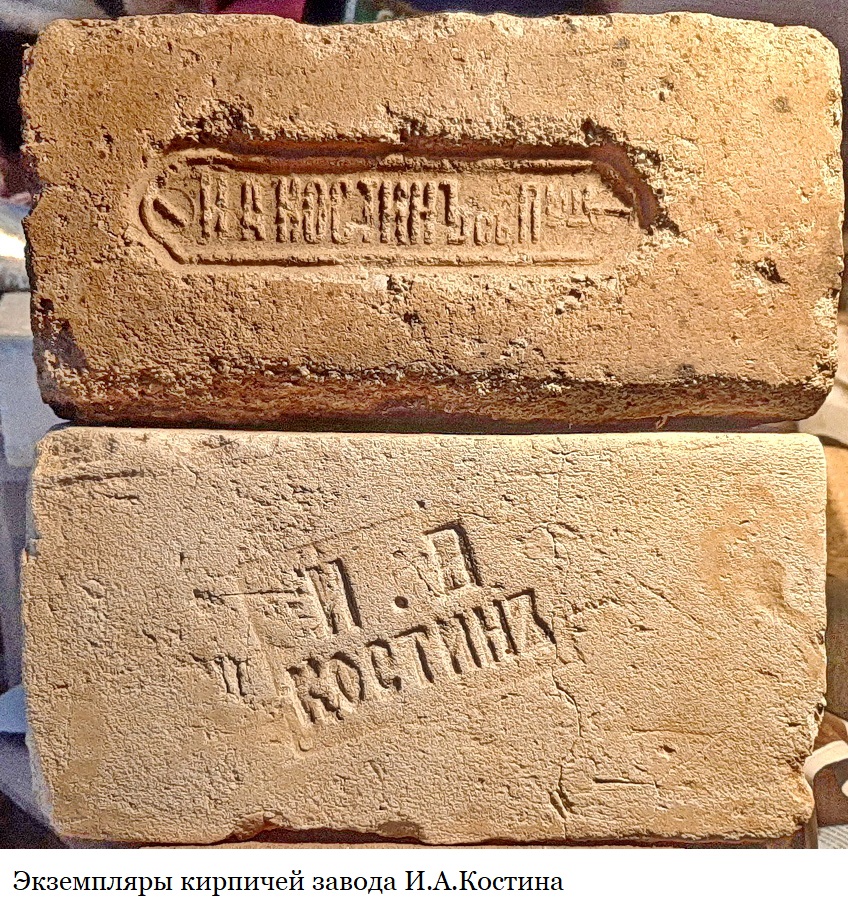 И А КОСТИНЪ
И. А
КОСТИНЪ
Экземпляры кирпичей завода И.А.Костина